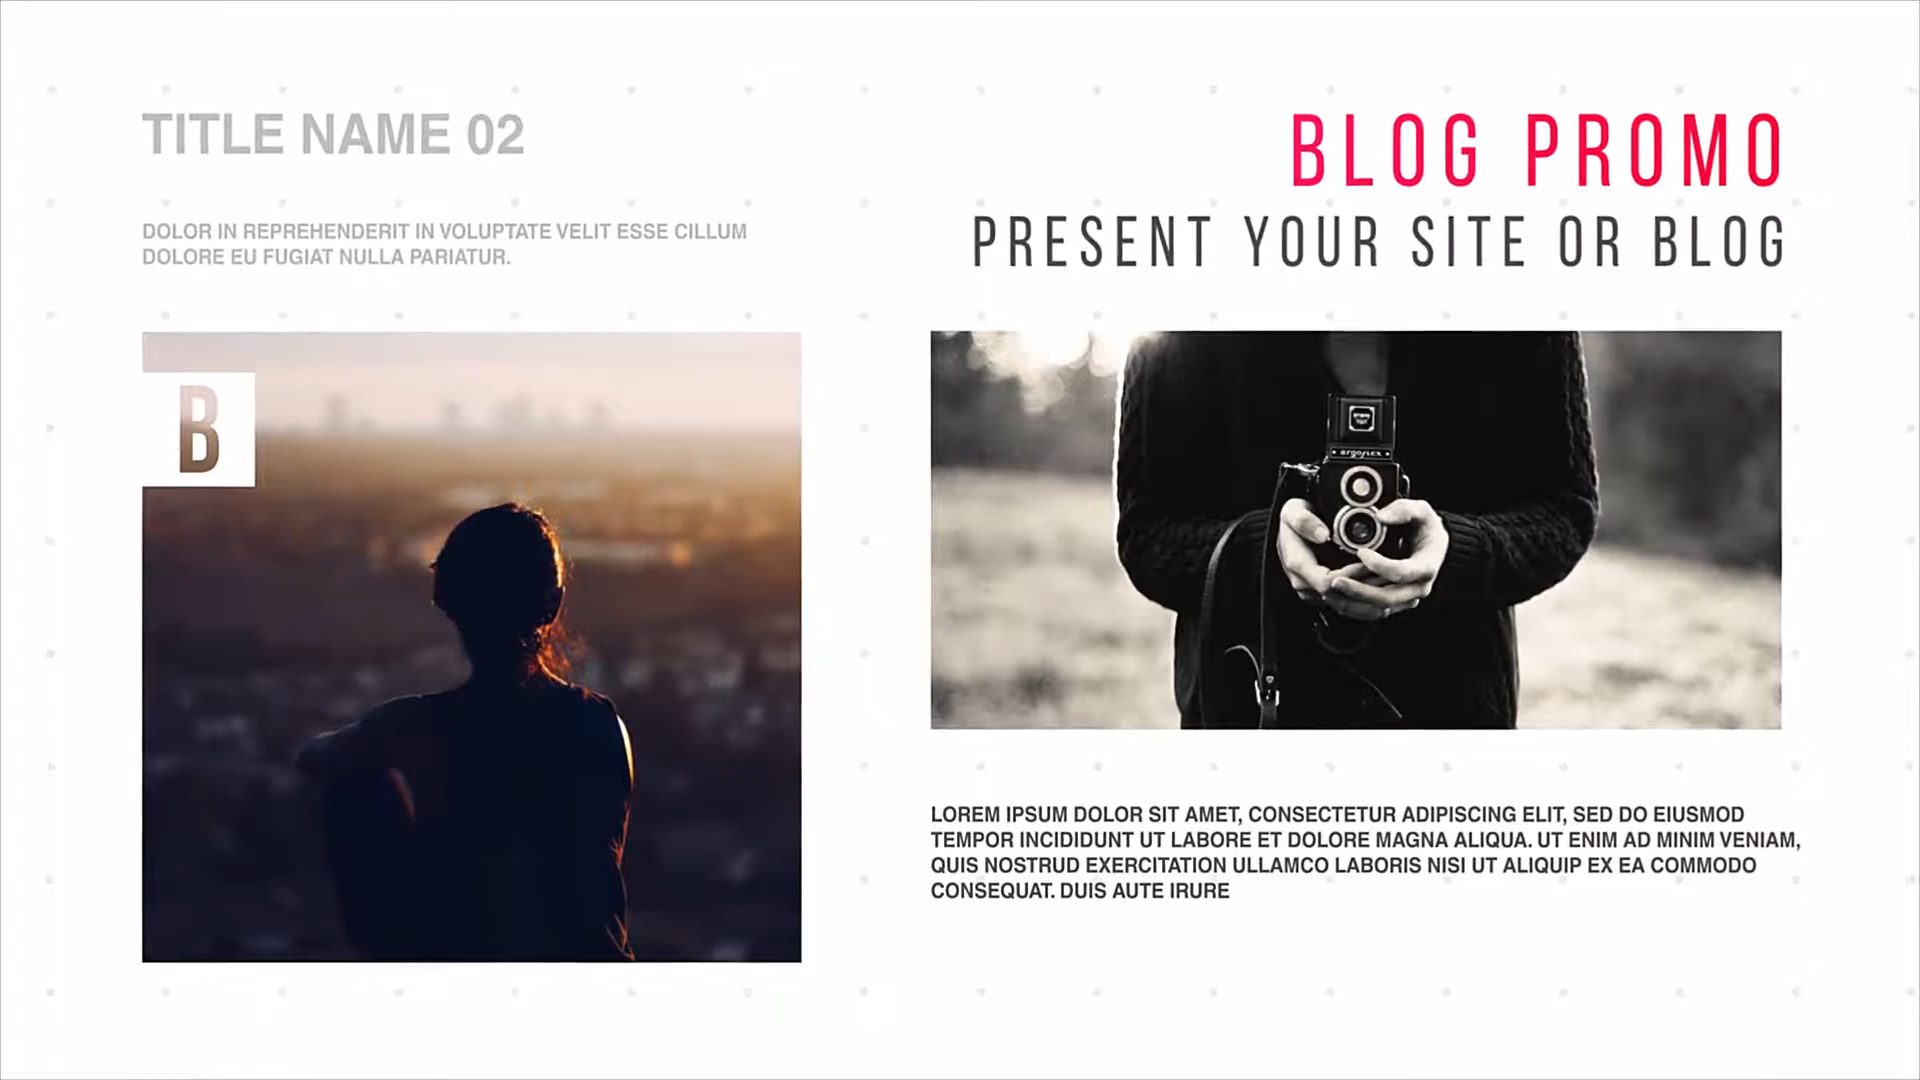 TITLE NAME 02
DOLOR IN REPREHENDERIT IN VOLUPTATE VELIT ESSE CILLUM
DOLORE EU FUGIAT NULLA PARIATUR.
B
BLOG PROMO
PRESENT YOUR SITE OR BLOG
argoflex
LOREM IPSUM DOLOR SIT AMET, CONSECTETUR ADIPISCING ELIT, SED DO EIUSMOD
TEMPOR INCIDIDUNT UT LABORE ET DOLORE MAGNA ALIQUA. UT ENIM AD MINIM VENIAM,
QUIS NOSTRUD EXERCITATION ULLAMCO LABORIS NISI UT ALIQUIP EX EA COMMODO
CONSEQUAT. DUIS AUTE IRURE